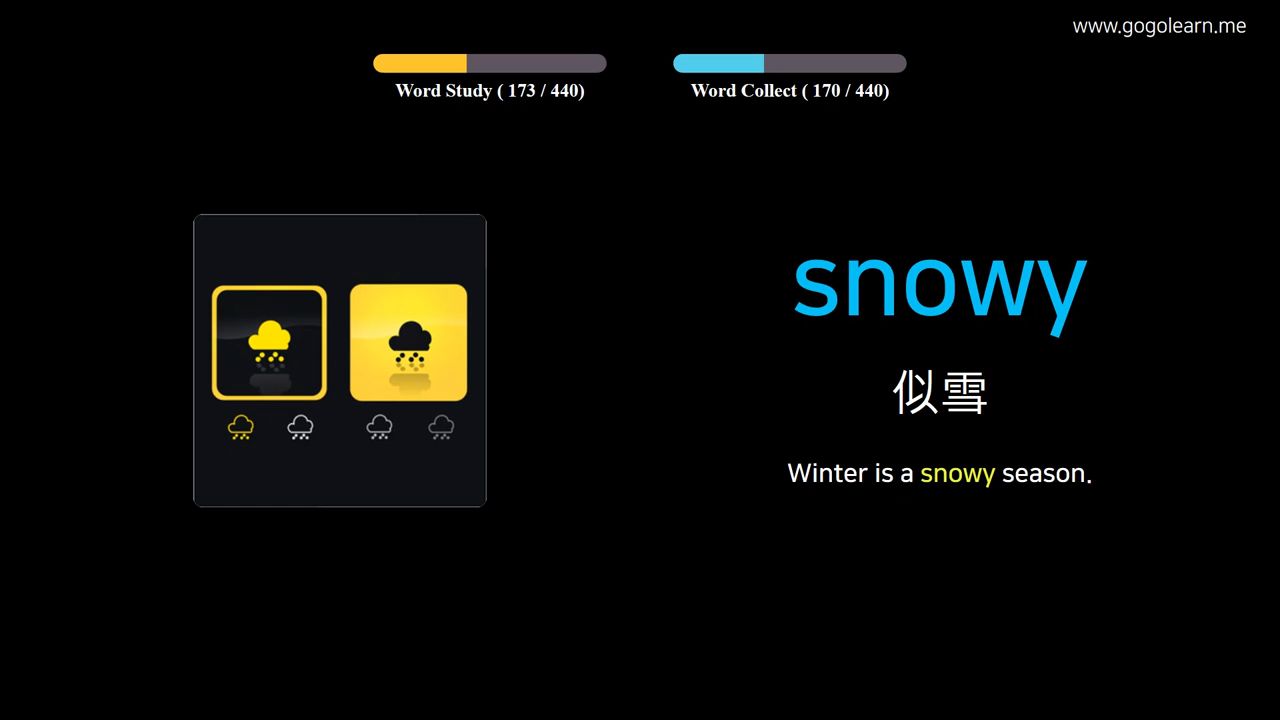 www.gogolearn.me
Word Study ( 173 / 440)
Word Collect ( 170 / 440)
snowy
似雪
Winter is a snowy season.